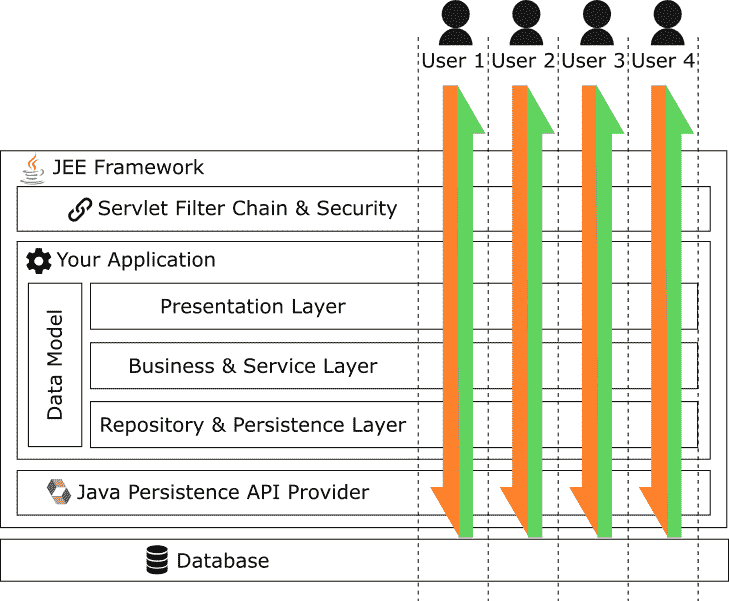 User 1
User 2
User 3
User 4
JEE Framework
Servlet Filter Chain & Security
Your Application
Data Model
Presentation Layer
Business & Service Layer
Repository & Persistence Layer
Java Persistence API Provider
Database